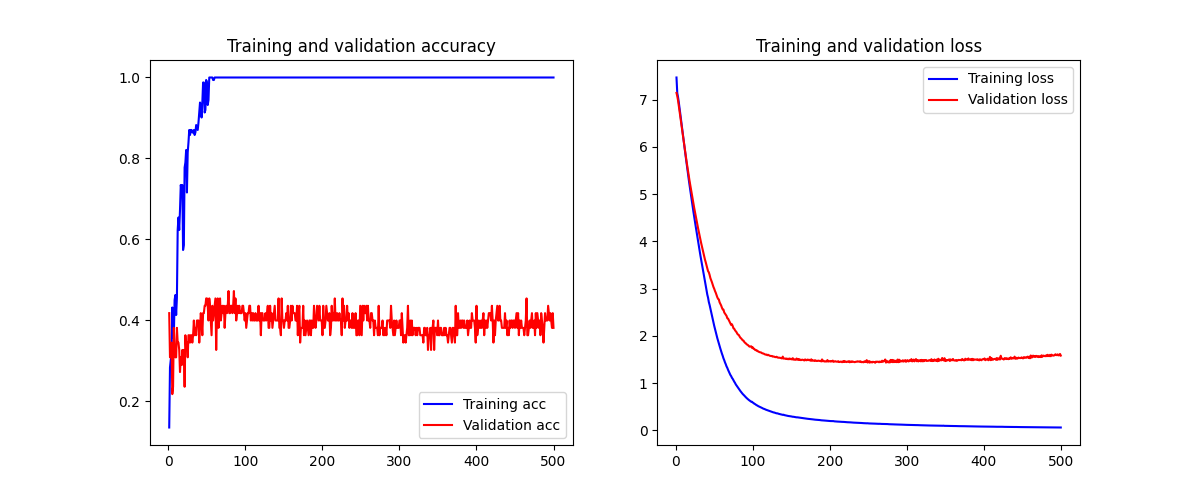 Training and validation accuracy
1.0
0.8
0.6
0.4
0.2
0 100 200 300 400 500
Training acc
Validation acc
Training and validation loss
7
6
5
4
3
2
1
0
0 100 200 300 400 500
Training loss
Validation loss